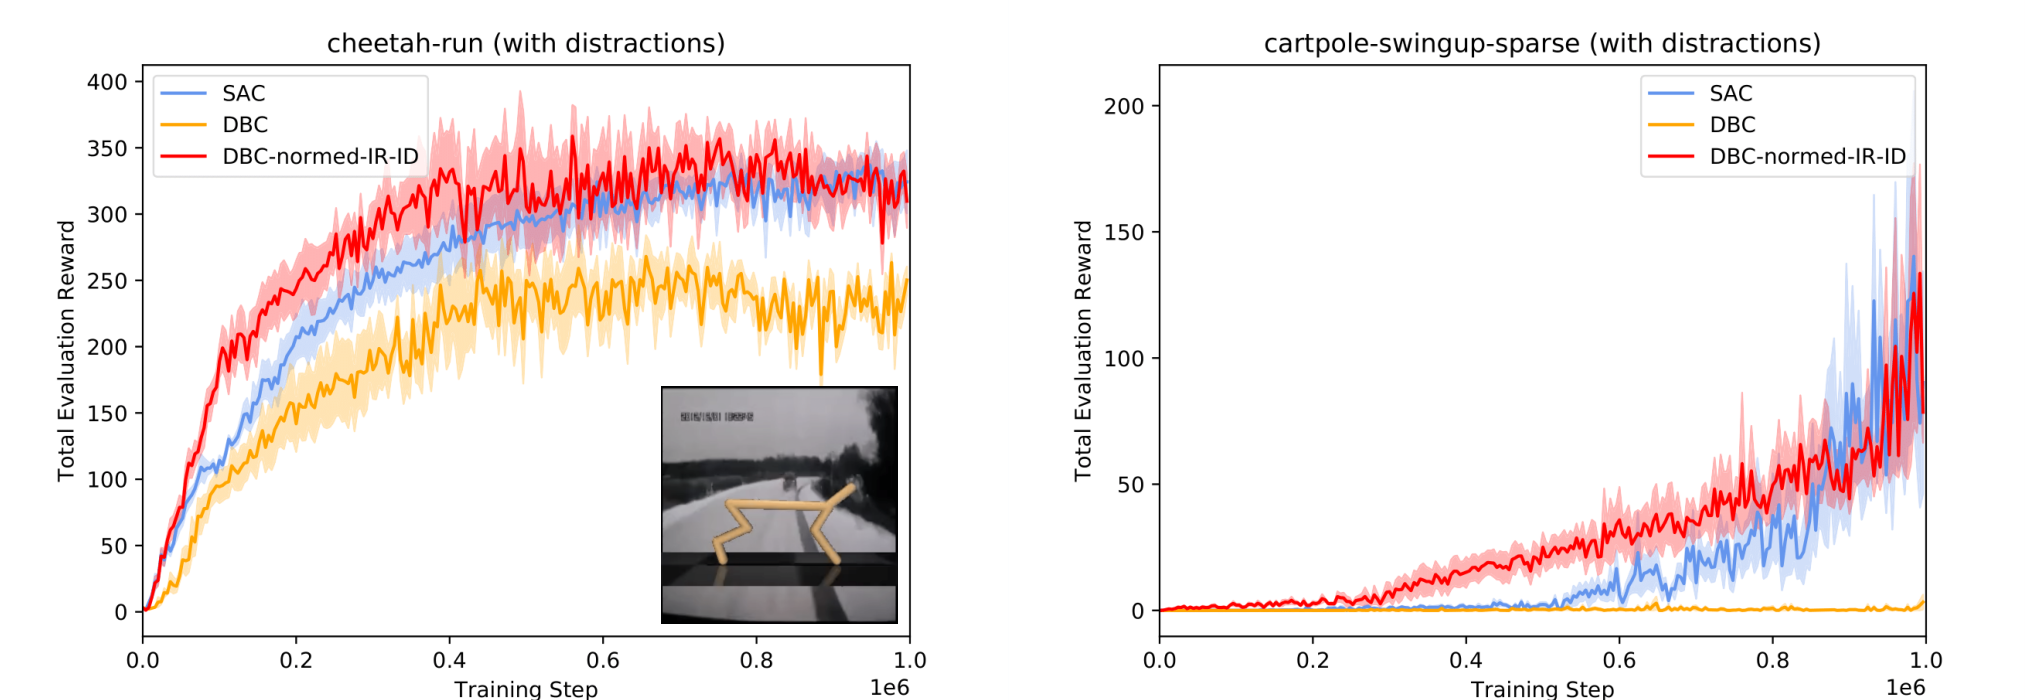 cheetah-run (with distractions)
Total Evaluation Reward
400
350
300
250
200
150
100
50
0
SAC
DBC
DBC-normed-IR-ID
0.0 0.2 0.4 0.6 0.8 1.0
1e6
Training Step
cartpole-swingup-sparse (with distractions)
Total Evaluation Reward
200
150
100
50
0
SAC
DBC
DBC-normed-IR-ID
0.0 0.2 0.4 0.6 0.8 1.0
1e6
Training Step